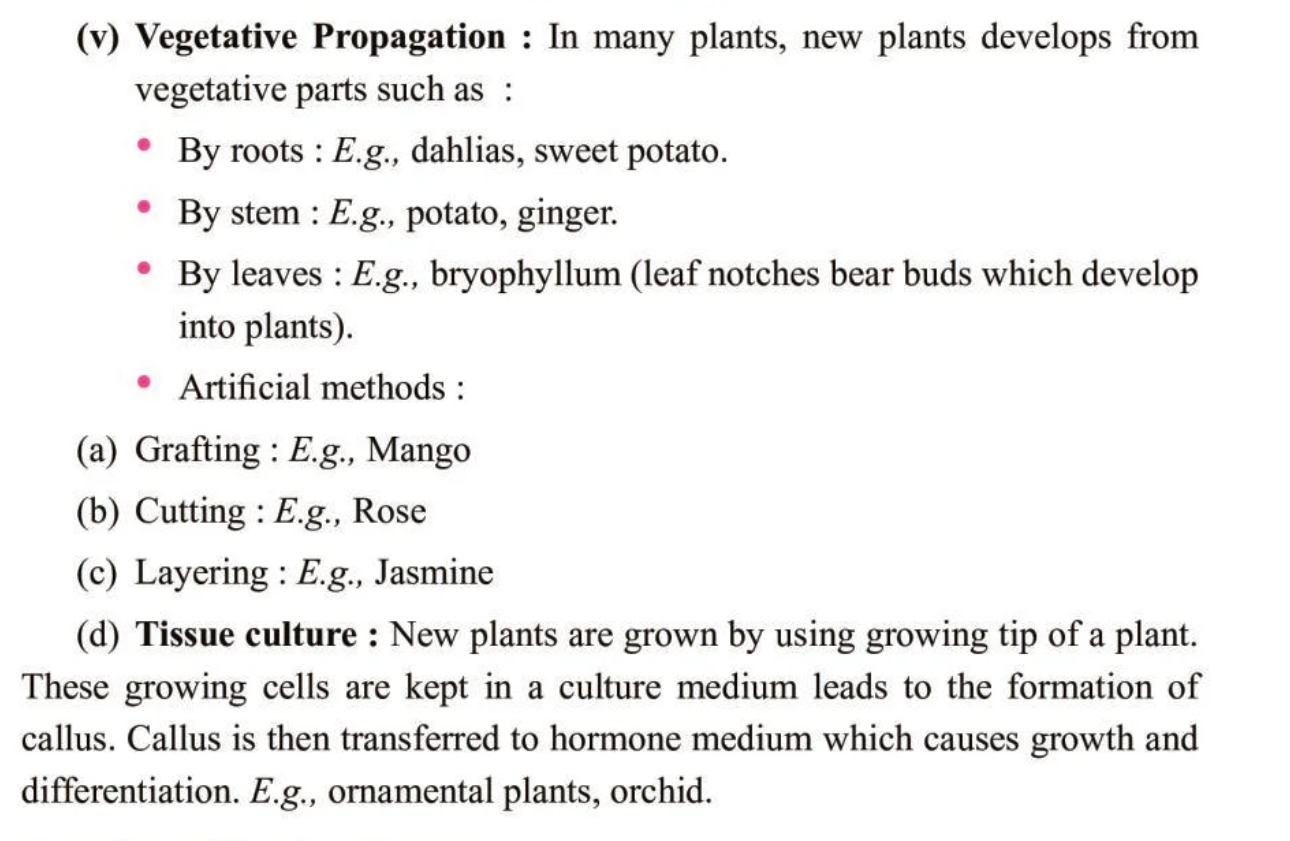 (v) Vegetative Propagation : In many plants, new plants develops from
vegetative parts such as :
• By roots : E.g., dahlias, sweet potato.
• By stem : E.g., potato, ginger.
• By leaves : E.g., bryophyllum (leaf notches bear buds which develop
into plants).
• Artificial methods :
(a) Grafting : E.g., Mango
(b) Cutting : E.g., Rose
(c) Layering : E.g., Jasmine
(d) Tissue culture : New plants are grown by using growing tip of a plant.
These growing cells are kept in a culture medium leads to the formation of
callus. Callus is then transferred to hormone medium which causes growth and
differentiation. E.g., ornamental plants, orchid.